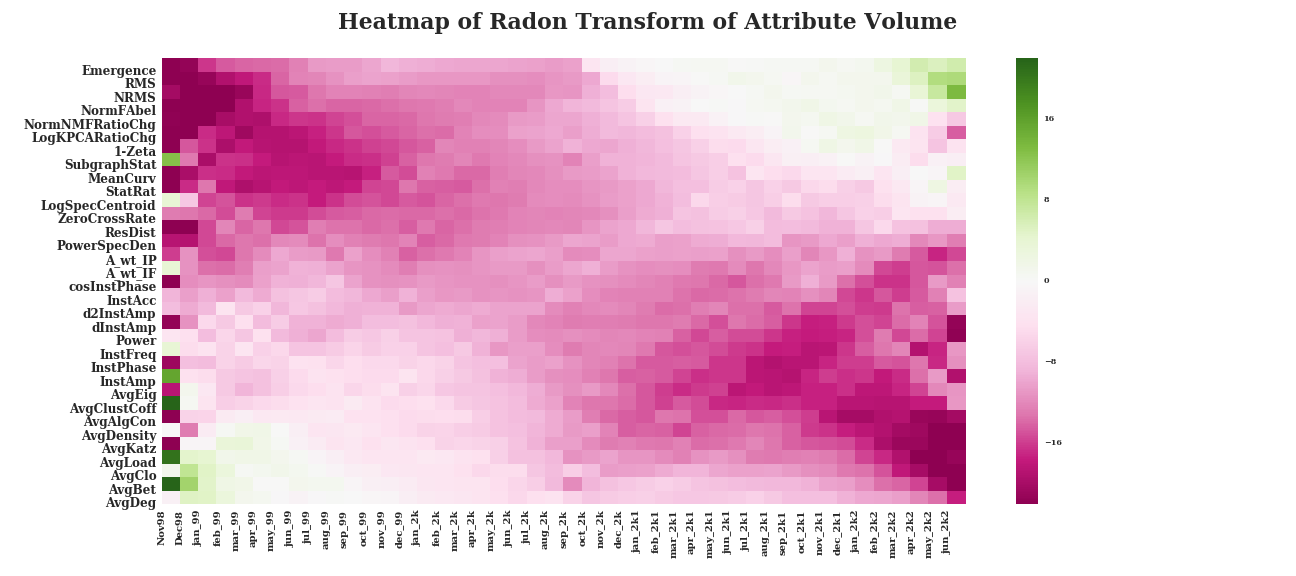 Heatmap of Radon Transform of Attribute Volume
Emergence
RMS
NRMS
NormFAbel
NormNMFRatioChg
LogKPCARatioChg
1-Zeta
SubgraphStat
MeanCurv
StatRat
LogSpecCentroid
ZeroCrossRate
ResDist
PowerSpecDen
A_wt_IP
A_wt_IF
cosInstPhase
InstAcc
d2InstAmp
dInstAmp
Power
InstFreq
InstPhase
InstAmp
AvgEig
AvgClustCoff
AvgAlgCon
AvgDensity
AvgKatz
AvgLoad
AvgClo
AvgBet
AvgDeg
16
8
0
−8
−16
Nov98
Dec98
jan_99
feb_99
mar_99
apr_99
may_99
jun_99
jul_99
aug_99
sep_99
oct_99
nov_99
dec_99
jan_2k
feb_2k
mar_2k
apr_2k
may_2k
jun_2k
jul_2k
aug_2k
sep_2k
oct_2k
nov_2k
dec_2k
jan_2k1
feb_2k1
mar_2k1
apr_2k1
may_2k1
jun_2k1
jul_2k1
aug_2k1
sep_2k1
oct_2k1
nov_2k1
dec_2k1
jan_2k2
feb_2k2
mar_2k2
apr_2k2
may_2k2
jun_2k2